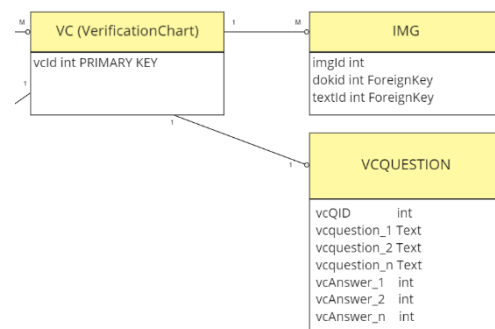 M
VC (VerificationChart)
vcId int PRIMARY KEY
1
1
1
M
IMG
imgId int
dokid int ForeignKey
textId int ForeignKey
1
VCQUESTION
vcQID int
vcquestion_1 Text
vcquestion_2 Text
vcquestion_n Text
vcAnswer_1 int
vcAnswer_2 int
vcAnswer_n int